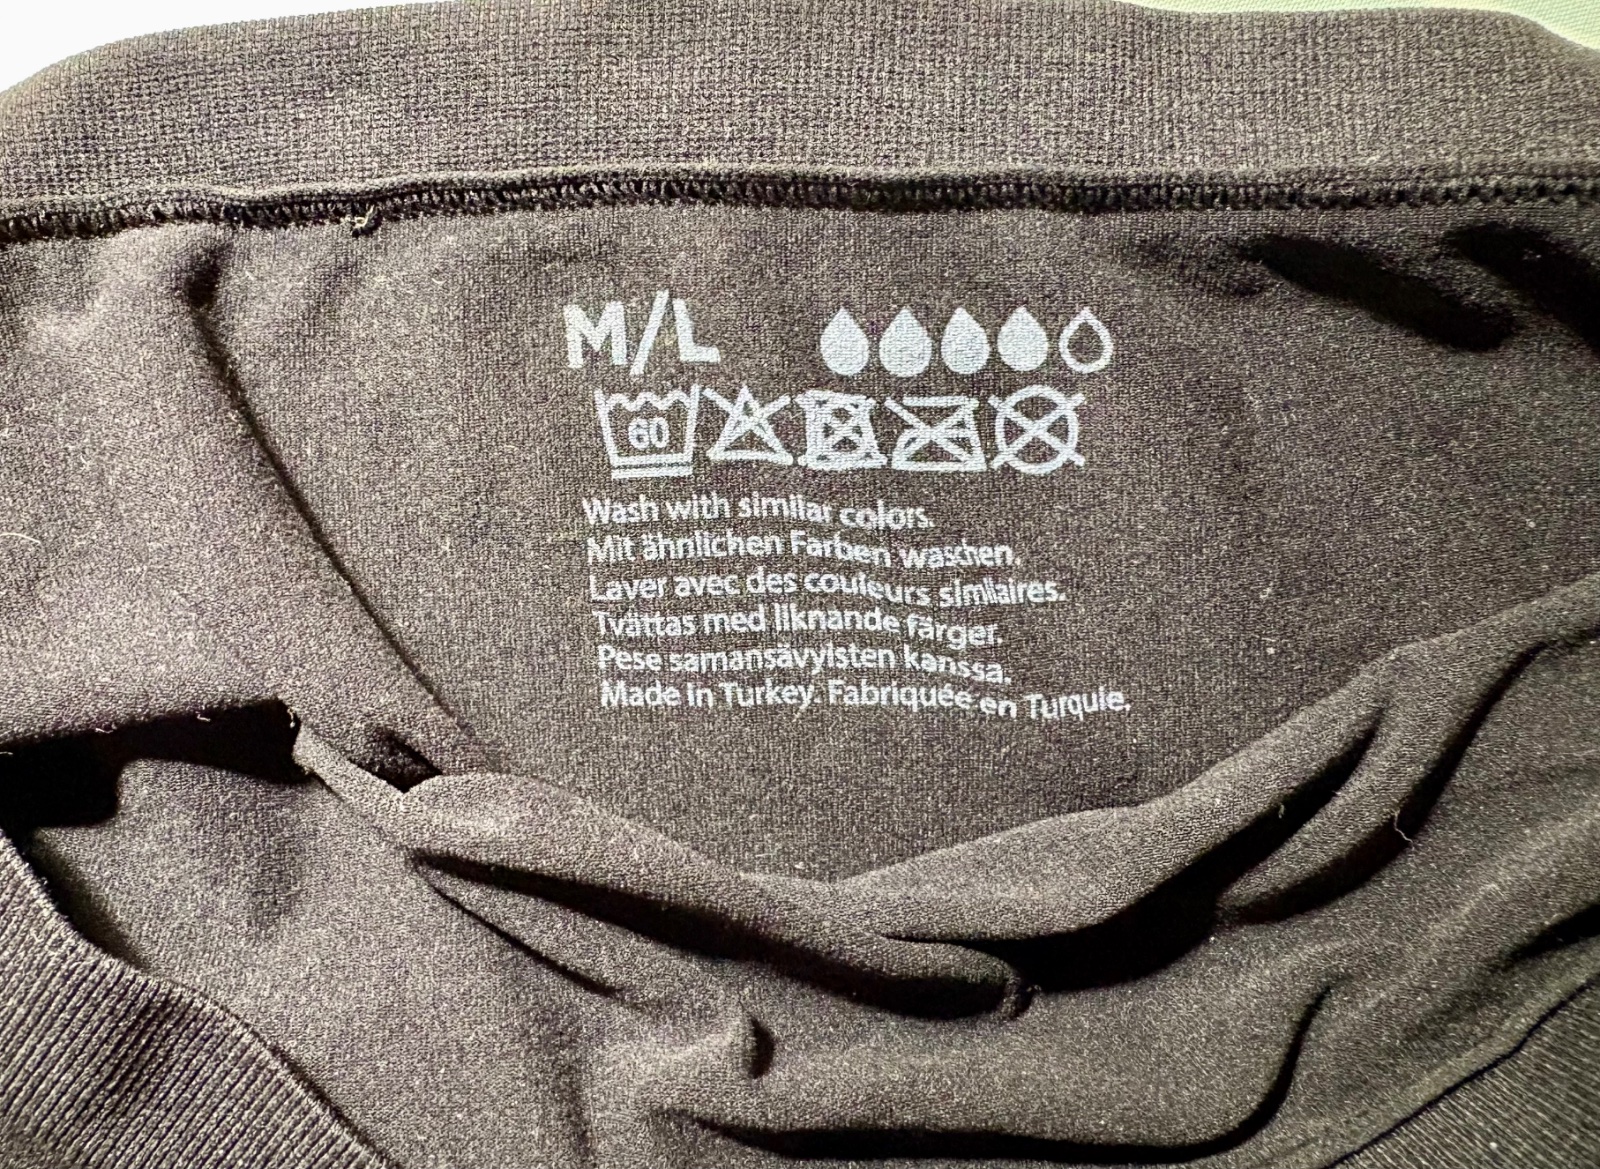 M/L
60
Wash with similar colors.
Mit ähnlichen Farben waschen.
Laver avec des couleurs similaires.
Tvättas med liknande färger.
Pese samansävyisten kanssa.
Made in Turkey. Fabriquée en Turquie.